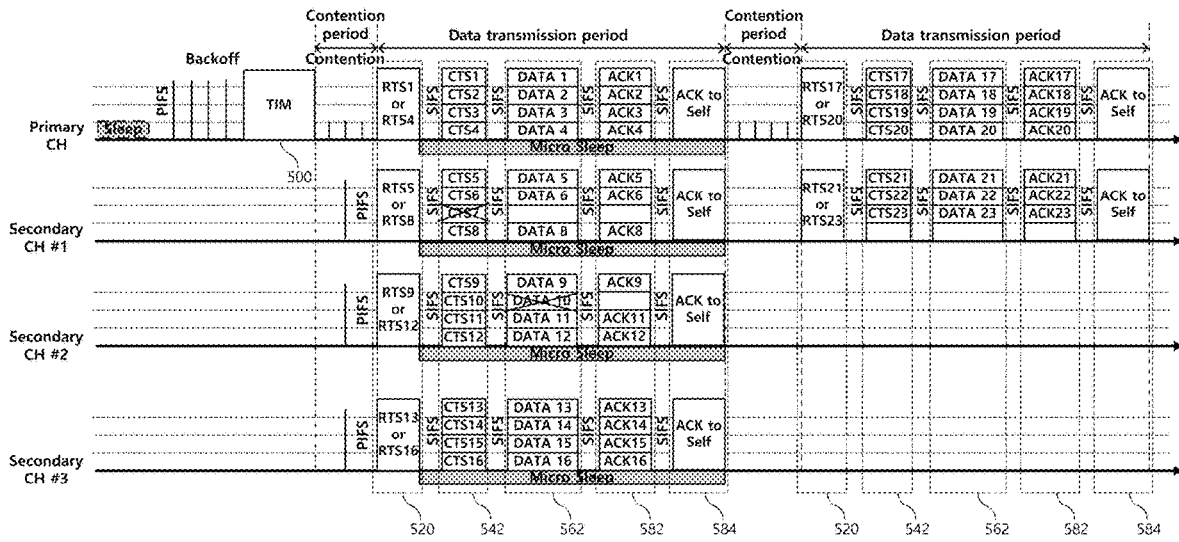 Contention period Data transmission period Contention period Data transmission period
Backoff Contention Contention
PIFS TIM RTS1 or RTS4 SIFS CTS1 CTS2 CTS3 CTS4 SIFS DATA 1 DATA 2 DATA 3 DATA 4 SIFS ACK1 ACK2 ACK3 ACK4 SIFS ACK to Self RTS17 or RTS20 SIFS CTS17 CTS18 CTS19 CTS20 SIFS DATA 17 DATA 18 DATA 19 DATA 20 SIFS ACK17 ACK18 ACK19 ACK20 SIFS ACK to Self
Primary CH Sleep
Micro Sleep
500
PIFS RTS5 or RTS8 SIFS CTS5 CTS6 CTS7 CTS8 SIFS DATA 5 DATA 6 DATA 8 SIFS ACK5 ACK6 ACK8 SIFS ACK to Self RTS21 or RTS23 SIFS CTS21 CTS22 CTS23 SIFS DATA 21 DATA 22 DATA 23 SIFS ACK21 ACK22 ACK23 SIFS ACK to Self
Secondary CH #1
Micro Sleep
PIFS RTS9 or RTS12 SIFS CTS9 CTS10 CTS11 CTS12 SIFS DATA 9 DATA 10 DATA 11 DATA 12 SIFS ACK9 ACK11 ACK12 SIFS ACK to Self
Secondary CH #2
Micro Sleep
PIFS RTS13 or RTS16 SIFS CTS13 CTS14 CTS15 CTS16 SIFS DATA 13 DATA 14 DATA 15 DATA 16 SIFS ACK13 ACK14 ACK15 ACK16 SIFS ACK to Self
Secondary CH #3
Micro Sleep
520 542 562 582 584 520 542 562 582 584